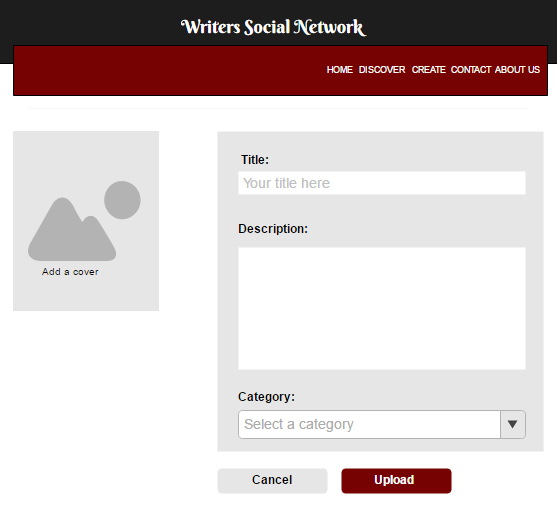 Writers Social Network
HOME DISCOVER CREATE CONTACT ABOUT US
Add a cover
Title:
Your title here
Description:
Category:
Select a category
Cancel
Upload